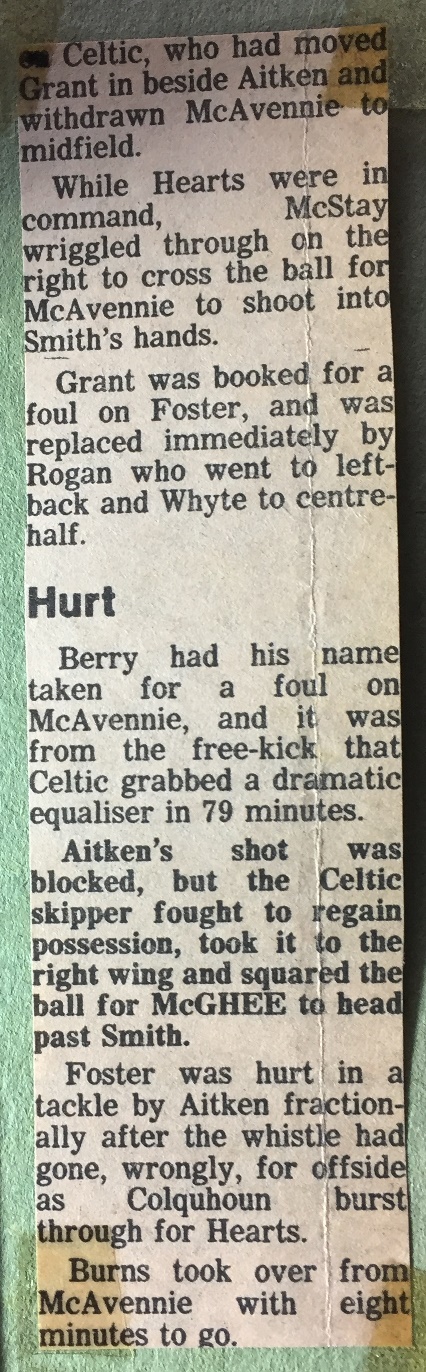 on Celtic, who had moved
Grant in beside Aitken and
withdrawn McAvennie to
midfield.
While Hearts were in
command, McStay
wriggled through on the
right to cross the ball for
McAvennie to shoot into
Smith's hands.
Grant was booked for a
foul on Foster, and was
replaced immediately by
Rogan who went to left-
back and Whyte to centre-
half.
Hurt
Berry had his name
taken for a foul on
McAvennie, and it was
from the free-kick that
Celtic grabbed a dramatic
equaliser in 79 minutes.
Aitken's shot was
blocked, but the Celtic
skipper fought to regain
possession, took it to the
right wing and squared the
ball for McGHEE to head
past Smith.
Foster was hurt in a
tackle by Aitken fraction-
ally after the whistle had
gone, wrongly, for offside
as Colquhoun burst
through for Hearts.
Burns took over from
McAvennie with eight
minutes to go.